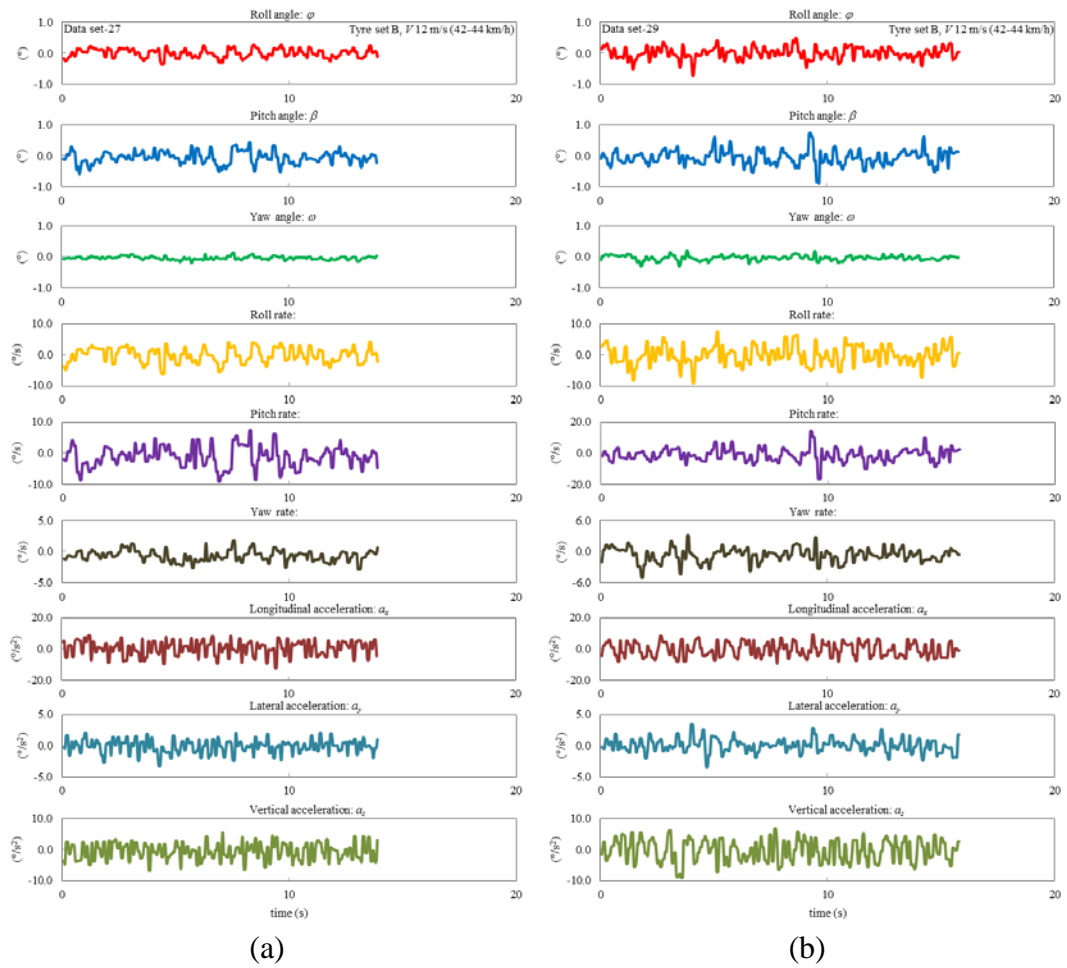 Roll angle: φ
Data set-27 Tyre set B, V 12 m/s (42-44 km/h)
1.0
0.0
-1.0
(°)
0 10 20
Pitch angle: β
1.0
0.0
-1.0
(°)
0 10 20
Yaw angle: ω
1.0
0.0
-1.0
(°)
0 10 20
Roll rate:
10.0
0.0
-10.0
(°/s)
0 10 20
Pitch rate:
10.0
0.0
-10.0
(°/s)
0 10 20
Yaw rate:
5.0
0.0
-5.0
(°/s)
0 10 20
Longitudinal acceleration: aₓ
20.0
0.0
-20.0
(°/s²)
0 10 20
Lateral acceleration: a_y
5.0
0.0
-5.0
(°/s²)
0 10 20
Vertical acceleration: a_z
10.0
0.0
-10.0
(°/s²)
0 10 20
time (s)
(a)
Roll angle: φ
Data set-29 Tyre set B, V 12 m/s (42-44 km/h)
1.0
0.0
-1.0
(°)
0 10 20
Pitch angle: β
1.0
0.0
-1.0
(°)
0 10 20
Yaw angle: ω
1.0
0.0
-1.0
(°)
0 10 20
Roll rate:
10.0
0.0
-10.0
(°/s)
0 10 20
Pitch rate:
20.0
0.0
-20.0
(°/s)
0 10 20
Yaw rate:
6.0
0.0
-6.0
(°/s)
0 10 20
Longitudinal acceleration: aₓ
20.0
0.0
-20.0
(°/s²)
0 10 20
Lateral acceleration: a_y
5.0
0.0
-5.0
(°/s²)
0 10 20
Vertical acceleration: a_z
10.0
0.0
-10.0
(°/s²)
0 10 20
time (s)
(b)